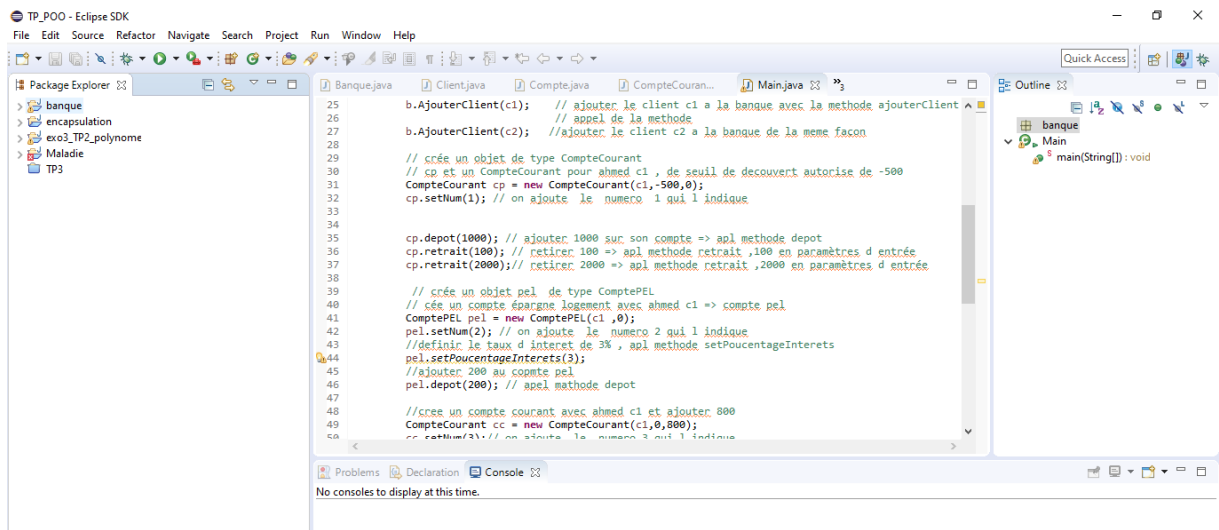 TP_POO - Eclipse SDK
File Edit Source Refactor Navigate Search Project Run Window Help
Quick Access
Package Explorer
banque
encapsulation
exo3_TP2_polynome
Maladie
TP3
Banque.java Client.java Compte.java CompteCouran... Main.java »3
25 b.AjouterClient(c1); // ajouter le client c1 a la banque avec la methode ajouterClient
26 // appel de la methode
27 b.AjouterClient(c2); //ajouter le client c2 a la banque de la meme façon
28
29 // crée un objet de type CompteCourant
30 // cp et un CompteCourant pour ahmed c1 , de seuil de decouvert autorise de -500
31 CompteCourant cp = new CompteCourant(c1,-500,0);
32 cp.setNum(1); // on ajoute le numero 1 qui l indique
33
34
35 cp.depot(1000); // ajouter 1000 sur son compte => apl methode depot
36 cp.retrait(100); // retirer 100 => apl methode retrait ,100 en paramètres d entrée
37 cp.retrait(2000);// retirer 2000 => apl methode retrait ,2000 en paramètres d entrée
38
39 // crée un objet pel de type ComptePEL
40 // cée un compte épargne logement avec ahmed c1 => compte pel
41 ComptePEL pel = new ComptePEL(c1 ,0);
42 pel.setNum(2); // on ajoute le numero 2 qui l indique
43 //definir le taux d interet de 3% , apl methode setPoucentageInterets
44 pel.setPoucentageInterets(3);
45 //ajouter 200 au copmte pel
46 pel.depot(200); // apel mathode depot
47
48 //cree un compte courant avec ahmed c1 et ajouter 800
49 CompteCourant cc = new CompteCourant(c1,0,800);
50 cc.setNum(3);// on ajoute le numero 3 qui l indique
Outline
banque
Main
main(String[]) : void
Problems Declaration Console
No consoles to display at this time.